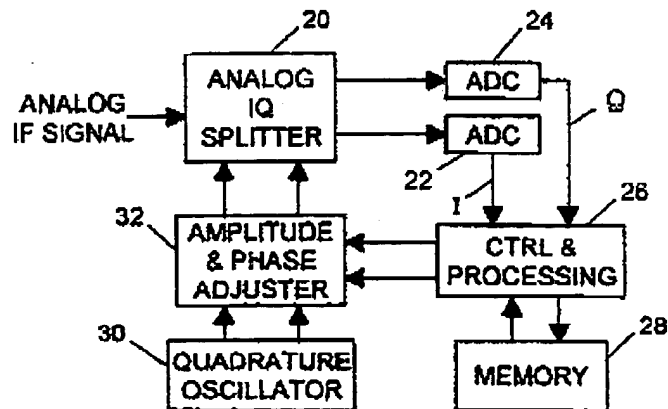 20
24
ANALOG
IQ
SPLITTER
ADC
ANALOG
IF SIGNAL
Q
ADC
22
I
26
32
AMPLITUDE
& PHASE
ADJUSTER
CTRL &
PROCESSING
30
28
QUADRATURE
OSCILLATOR
MEMORY